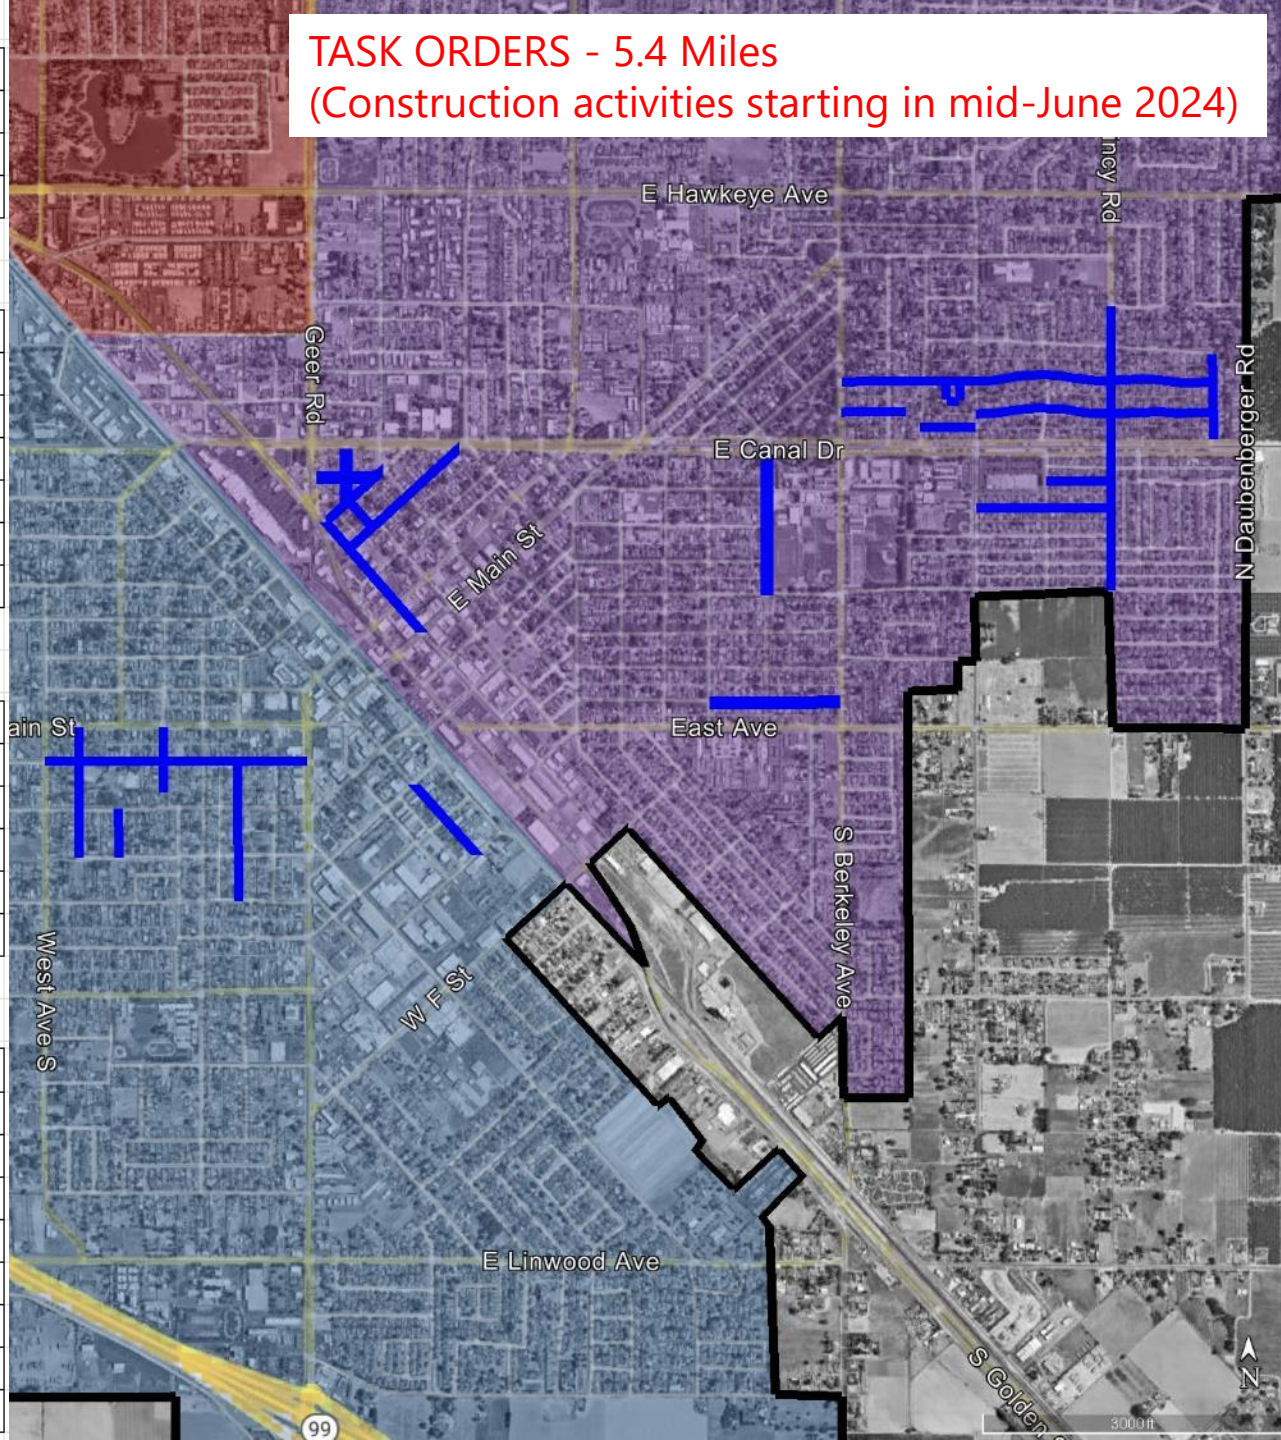 TASK ORDERS - 5.4 Miles
(Construction activities starting in mid-June 2024)
ncy Rd
E Hawkeye Ave
Geer Rd
N Daubenberger Rd
E Canal Dr
E Main St
ain St
East Ave
S Berkeley Ave
West Ave S
W F St
E Linwood Ave
S Golden S
N
99
3000 ft